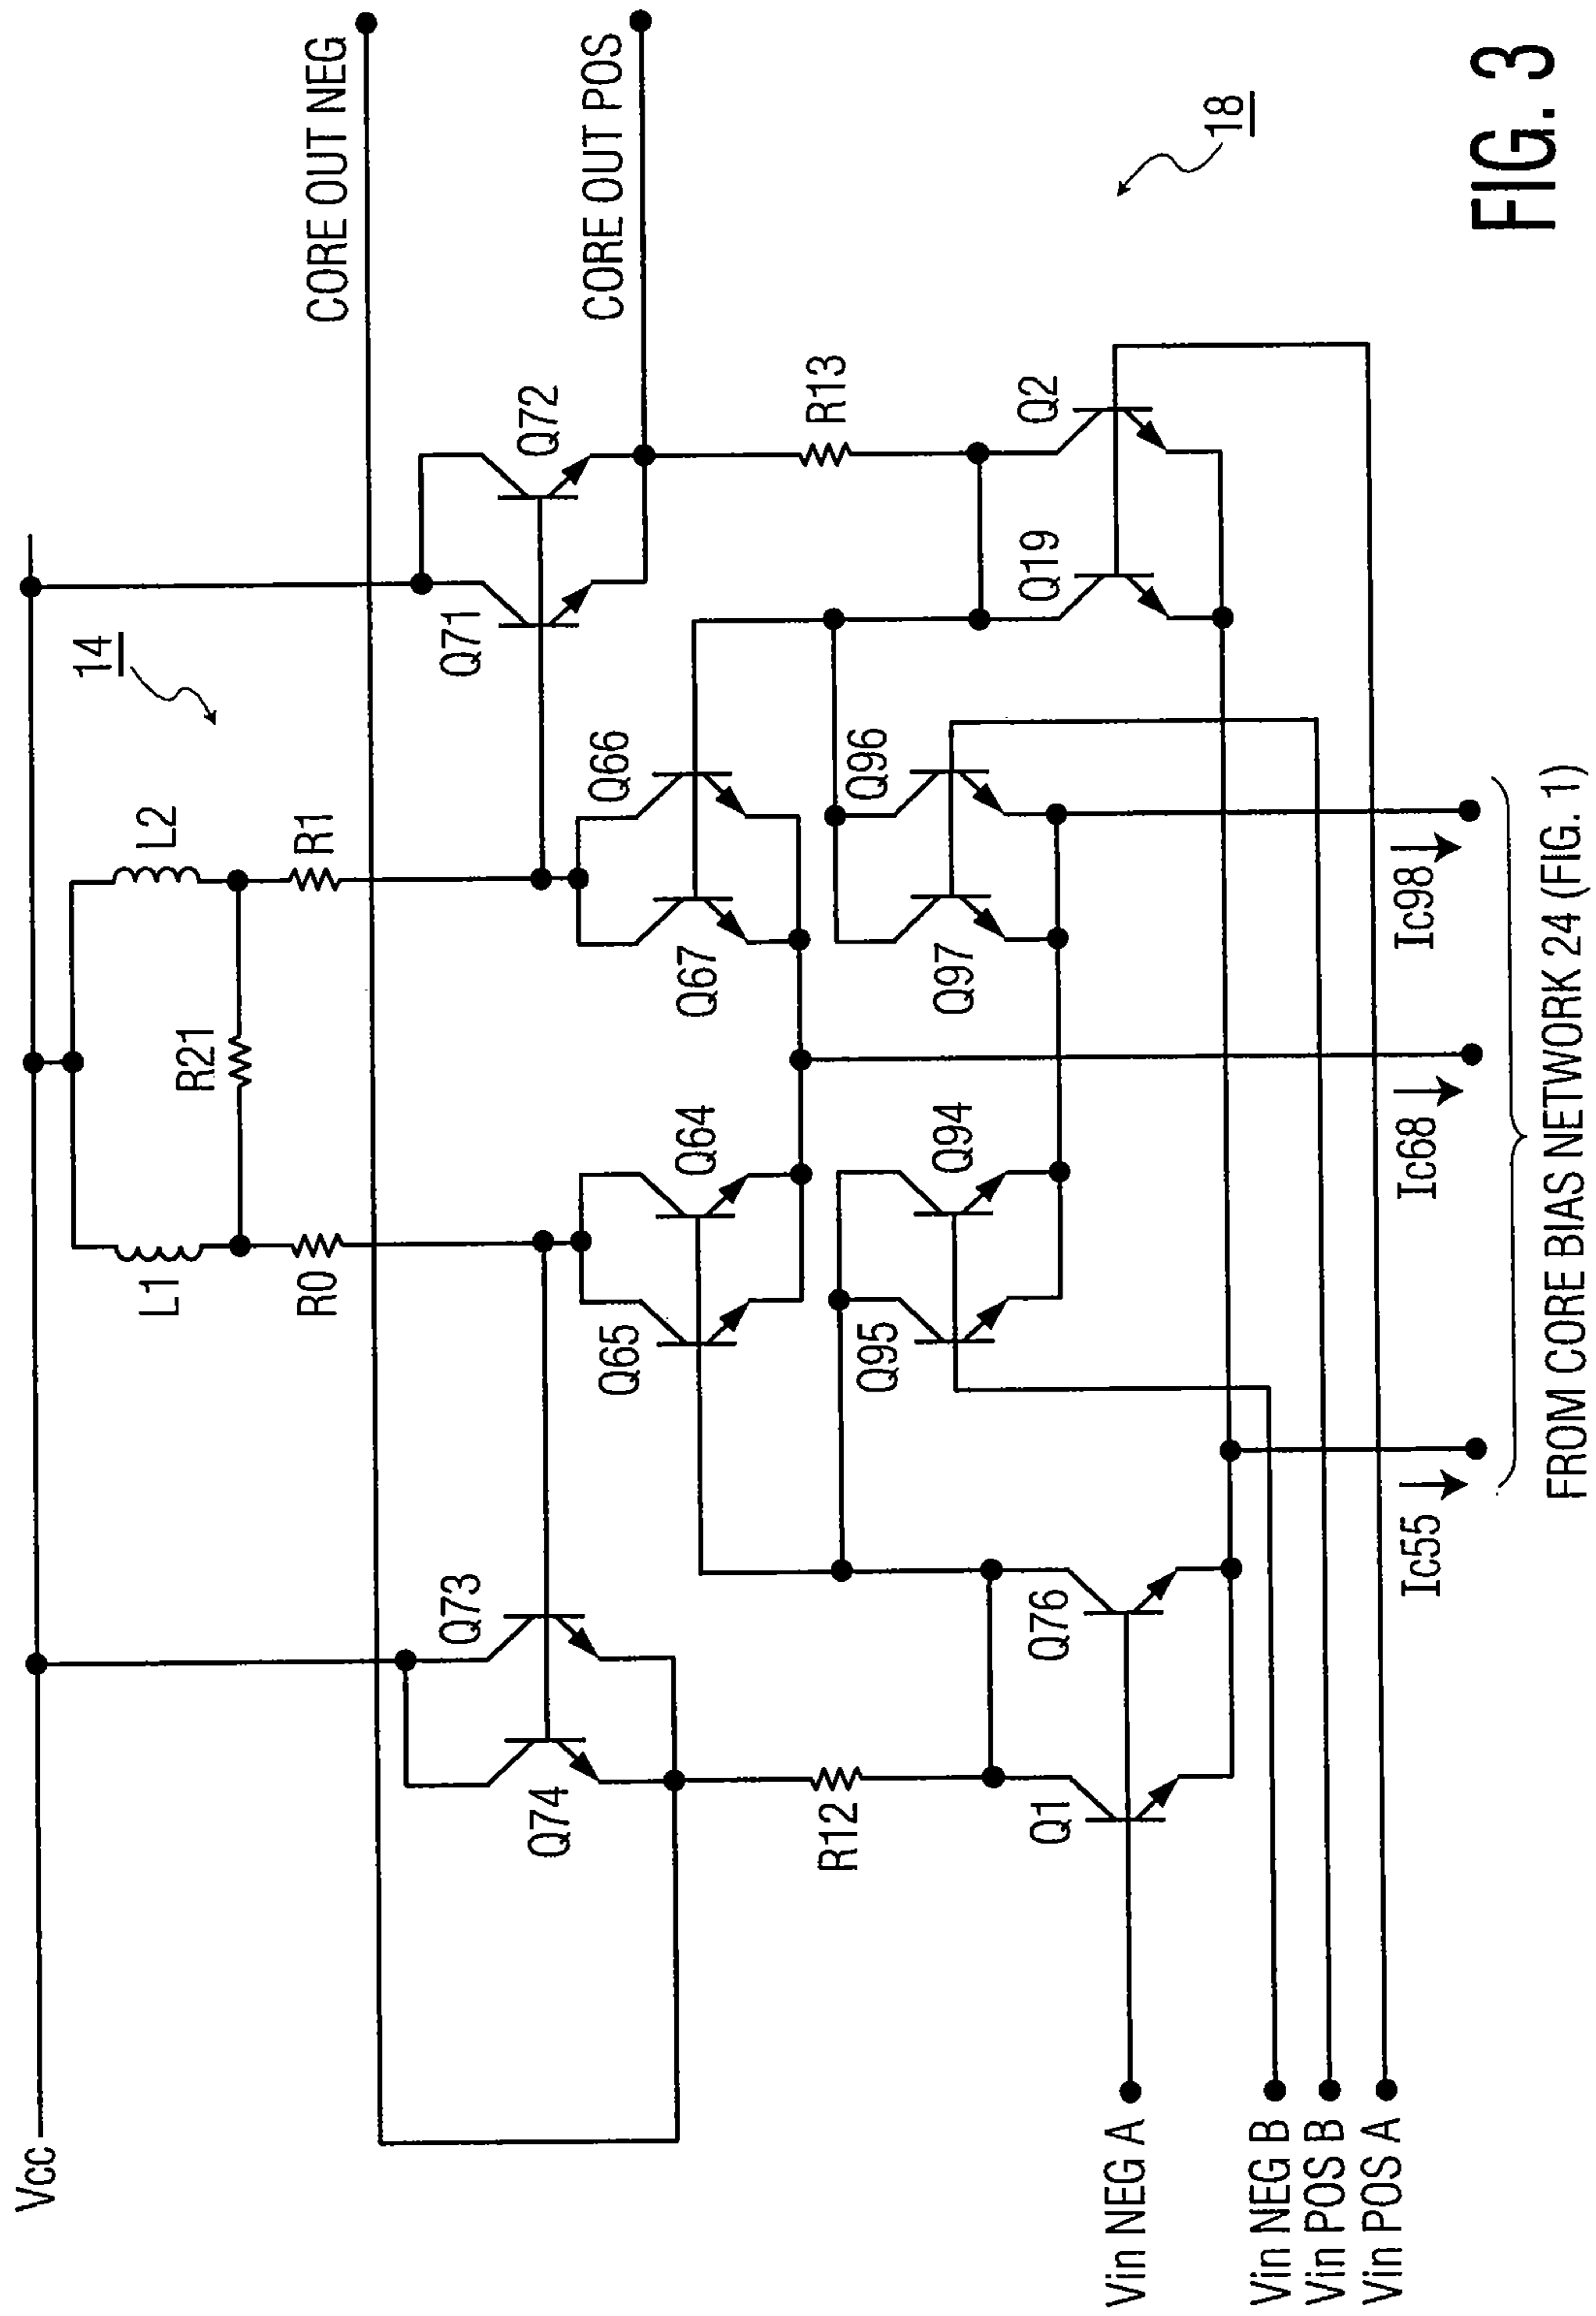 Vcc
14
L1
L2
R21
R0
R1
CORE OUT NEG
CORE OUT POS
Q74
Q73
Q71
Q72
Q65
Q64
Q67
Q66
R12
R13
Q95
Q94
Q97
Q96
Q1
Q76
Q19
Q2
18
Vin NEG A
Vin NEG B
Vin POS B
Vin POS A
Ic55
Ic68
Ic98
FROM CORE BIAS NETWORK 24 (FIG. 1)
FIG. 3